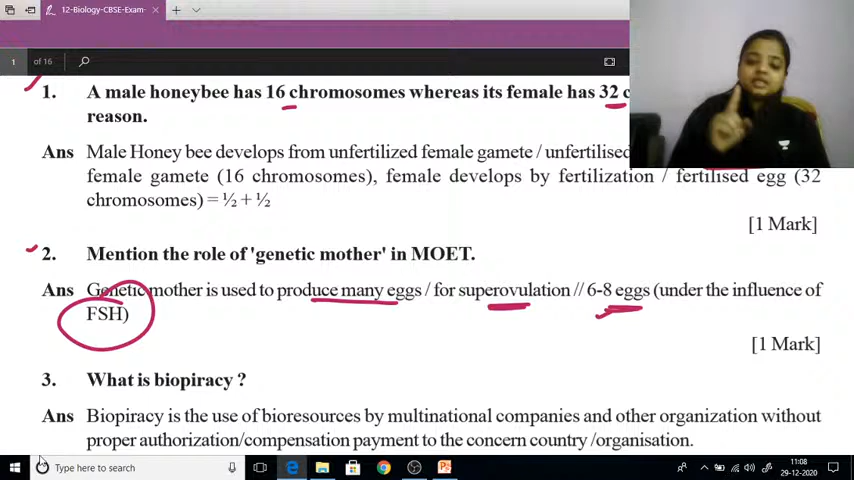 12-Biology-CBSE-Exam-
1 of 16
1. A male honeybee has 16 chromosomes whereas its female has 32 c
reason.
Ans Male Honey bee develops from unfertilized female gamete / unfertilised
female gamete (16 chromosomes), female develops by fertilization / fertilised egg (32
chromosomes) = ½ + ½
[1 Mark]
2. Mention the role of 'genetic mother' in MOET.
Ans Genetic mother is used to produce many eggs / for superovulation // 6-8 eggs (under the influence of
FSH)
[1 Mark]
3. What is biopiracy ?
Ans Biopiracy is the use of bioresources by multinational companies and other organization without
proper authorization/compensation payment to the concern country /organisation.
Type here to search
11:08
29-12-2020